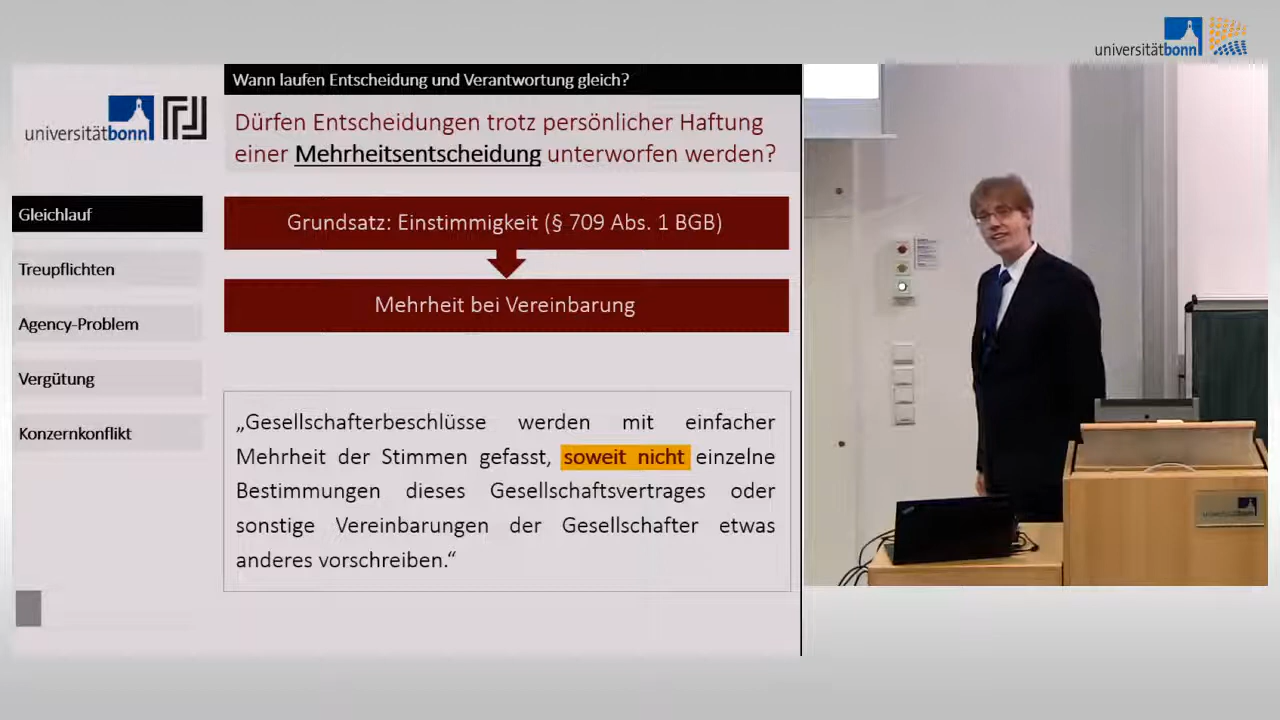 universitätbonn
Wann laufen Entscheidung und Verantwortung gleich?
universitätbonn
Dürfen Entscheidungen trotz persönlicher Haftung
einer Mehrheitsentscheidung unterworfen werden?
Gleichlauf
Treupflichten
Agency-Problem
Vergütung
Konzernkonflikt
Grundsatz: Einstimmigkeit (§ 709 Abs. 1 BGB)
Mehrheit bei Vereinbarung
„Gesellschafterbeschlüsse werden mit einfacher
Mehrheit der Stimmen gefasst, soweit nicht einzelne
Bestimmungen dieses Gesellschaftsvertrages oder
sonstige Vereinbarungen der Gesellschafter etwas
anderes vorschreiben.“
universitätbonn